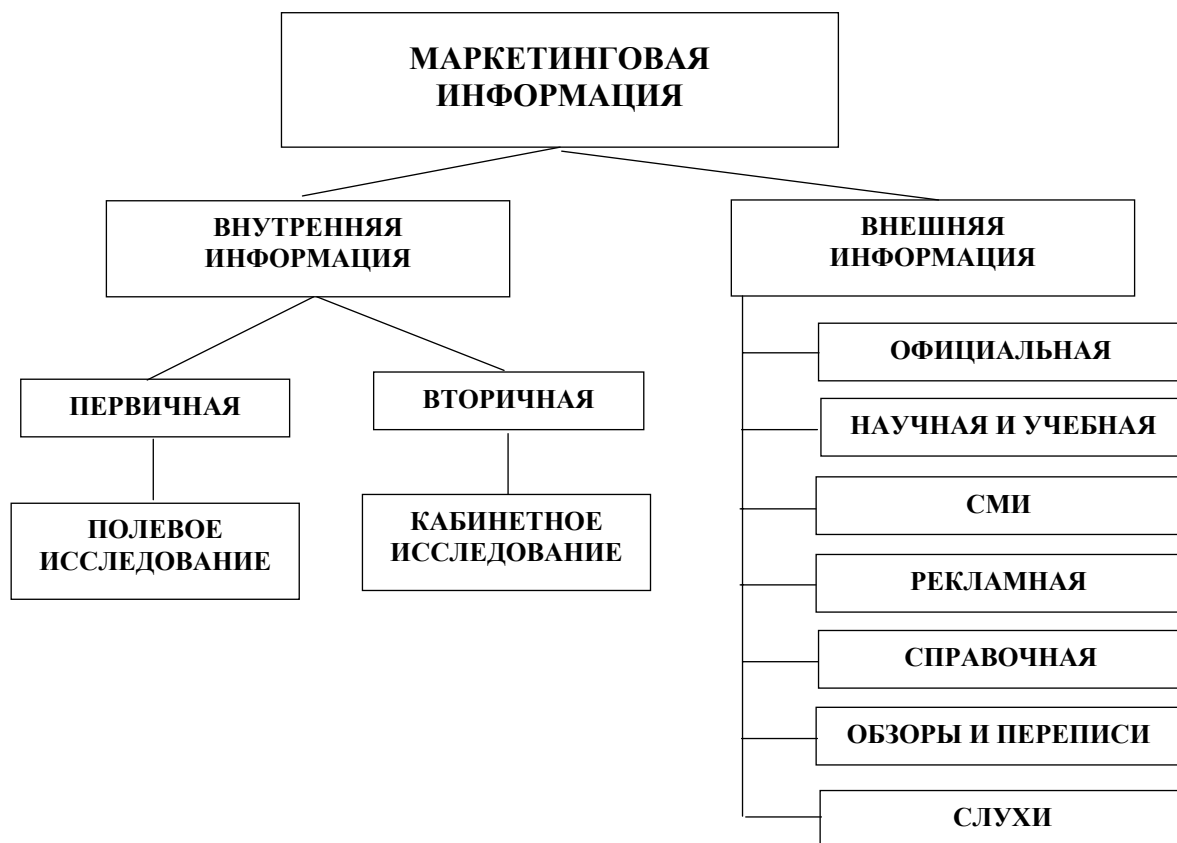 МАРКЕТИНГОВАЯ
ИНФОРМАЦИЯ
ВНУТРЕННЯЯ
ИНФОРМАЦИЯ
ВНЕШНЯЯ
ИНФОРМАЦИЯ
ПЕРВИЧНАЯ
ВТОРИЧНАЯ
ПОЛЕВОЕ
ИССЛЕДОВАНИЕ
КАБИНЕТНОЕ
ИССЛЕДОВАНИЕ
ОФИЦИАЛЬНАЯ
НАУЧНАЯ И УЧЕБНАЯ
СМИ
РЕКЛАМНАЯ
СПРАВОЧНАЯ
ОБЗОРЫ И ПЕРЕПИСИ
СЛУХИ